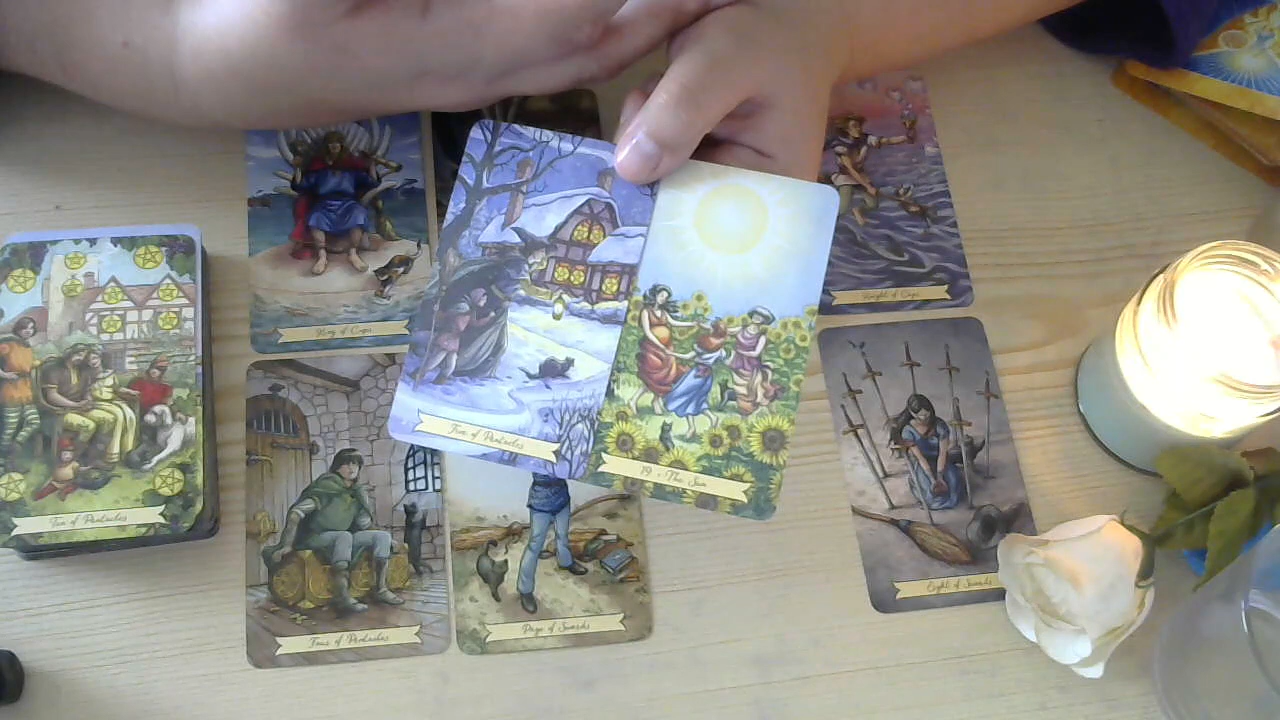 King of Cups
Knight of Cups
Five of Pentacles
19 • The Sun
Ten of Pentacles
Four of Pentacles
Page of Swords
Eight of Swords